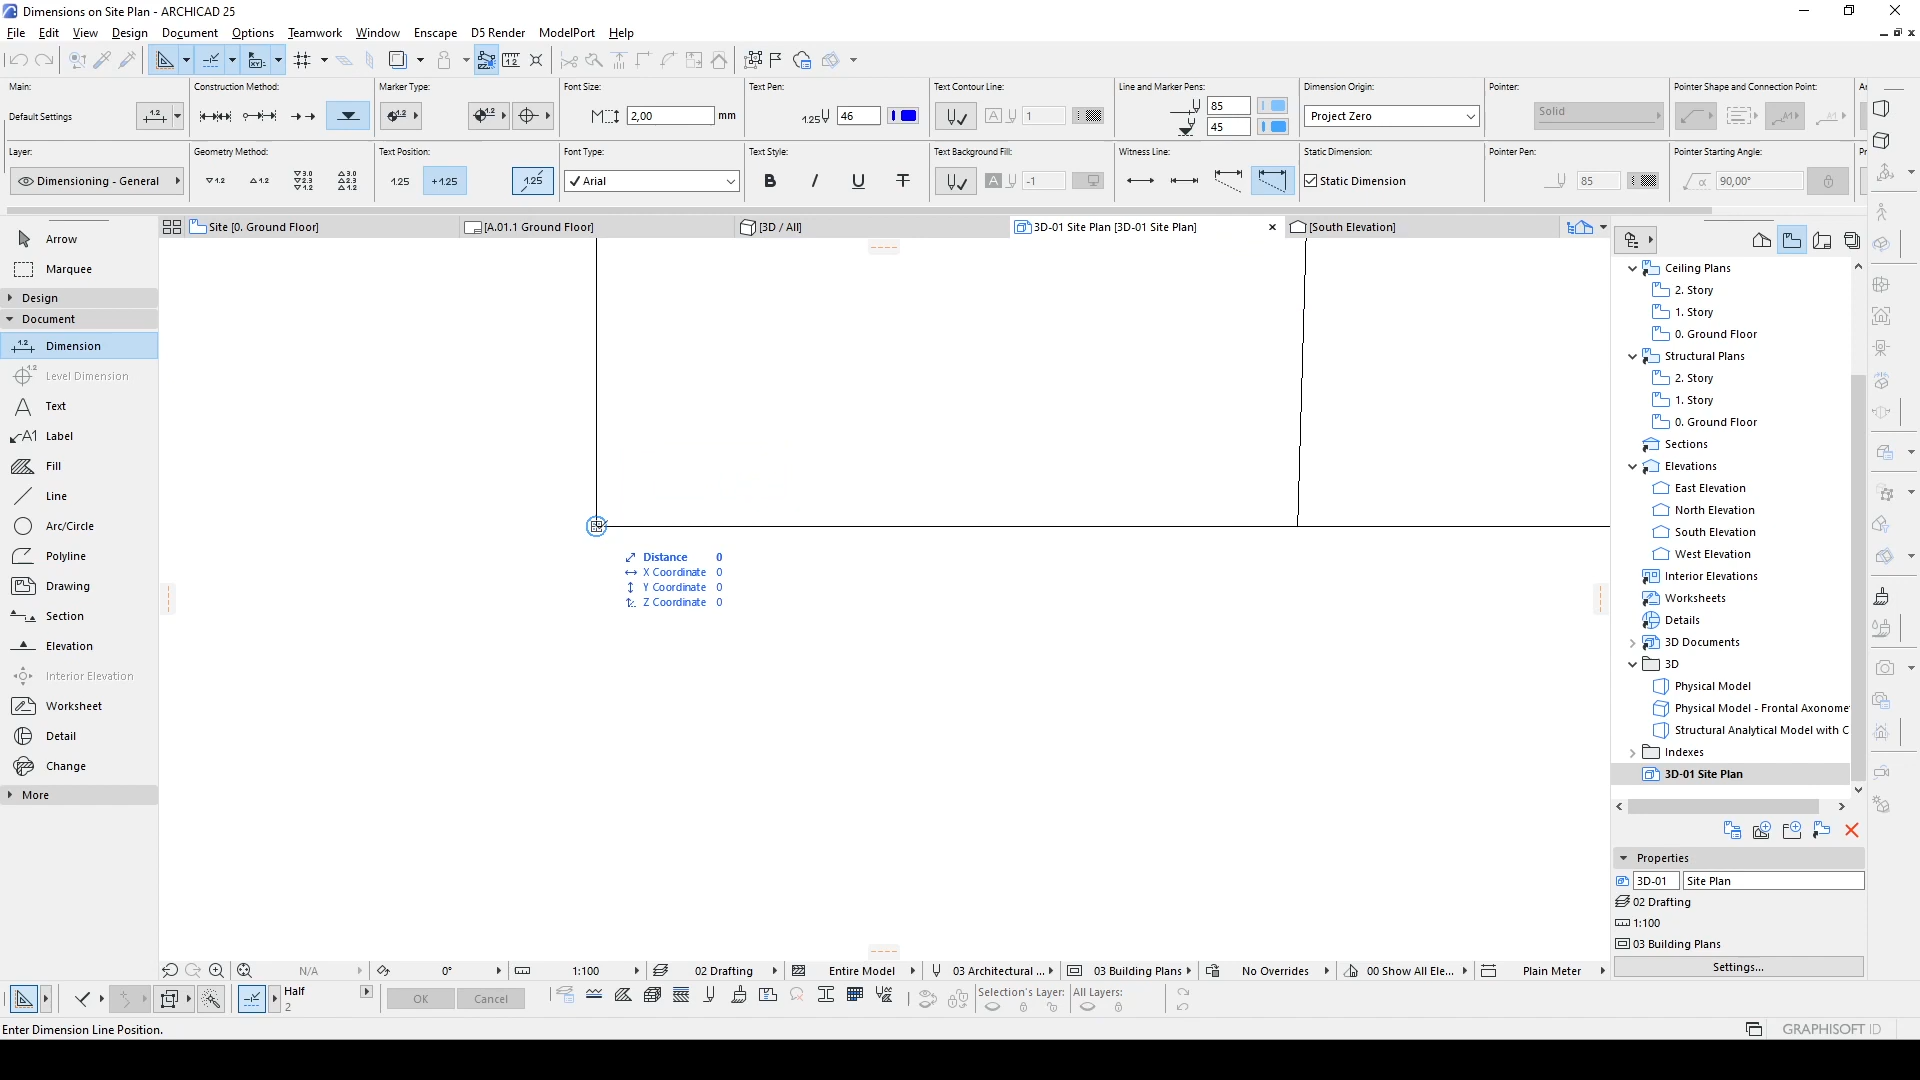 Dimensions on Site Plan - ARCHICAD 25
File Edit View Design Document Options Teamwork Window Enscape D5 Render ModelPort Help
Main: Construction Method: Marker Type: Font Size: Text Pen: Text Contour Line: Line and Marker Pens: Dimension Origin: Pointer: Pointer Shape and Connection Point:
Default Settings 2,00 mm 1.25 46 1 85 45 Project Zero Solid
Layer: Geometry Method: Text Position: Font Type: Text Style: Text Background Fill: Witness Line: Static Dimension: Pointer Pen: Pointer Starting Angle:
Dimensioning - General 1.25 +1.25 1.25 Arial B I U T -1 Static Dimension 85 90,00°
Site [0. Ground Floor] [A.01.1 Ground Floor] [3D / All] 3D-01 Site Plan [3D-01 Site Plan] [South Elevation]
Arrow
Marquee
Design
Document
Dimension
Level Dimension
Text
Label
Fill
Line
Arc/Circle
Polyline
Drawing
Section
Elevation
Interior Elevation
Worksheet
Detail
Change
More
Distance 0
X Coordinate 0
Y Coordinate 0
Z Coordinate 0
Ceiling Plans
2. Story
1. Story
0. Ground Floor
Structural Plans
2. Story
1. Story
0. Ground Floor
Sections
Elevations
East Elevation
North Elevation
South Elevation
West Elevation
Interior Elevations
Worksheets
Details
3D Documents
3D
Physical Model
Physical Model - Frontal Axonome
Structural Analytical Model with C
Indexes
3D-01 Site Plan
Properties
3D-01 Site Plan
02 Drafting
1:100
03 Building Plans
Settings...
N/A 0° 1:100 02 Drafting Entire Model 03 Architectural ... 03 Building Plans No Overrides 00 Show All Ele... Plain Meter
Half
2
OK Cancel
Selection's Layer: All Layers:
Enter Dimension Line Position.
GRAPHISOFT ID